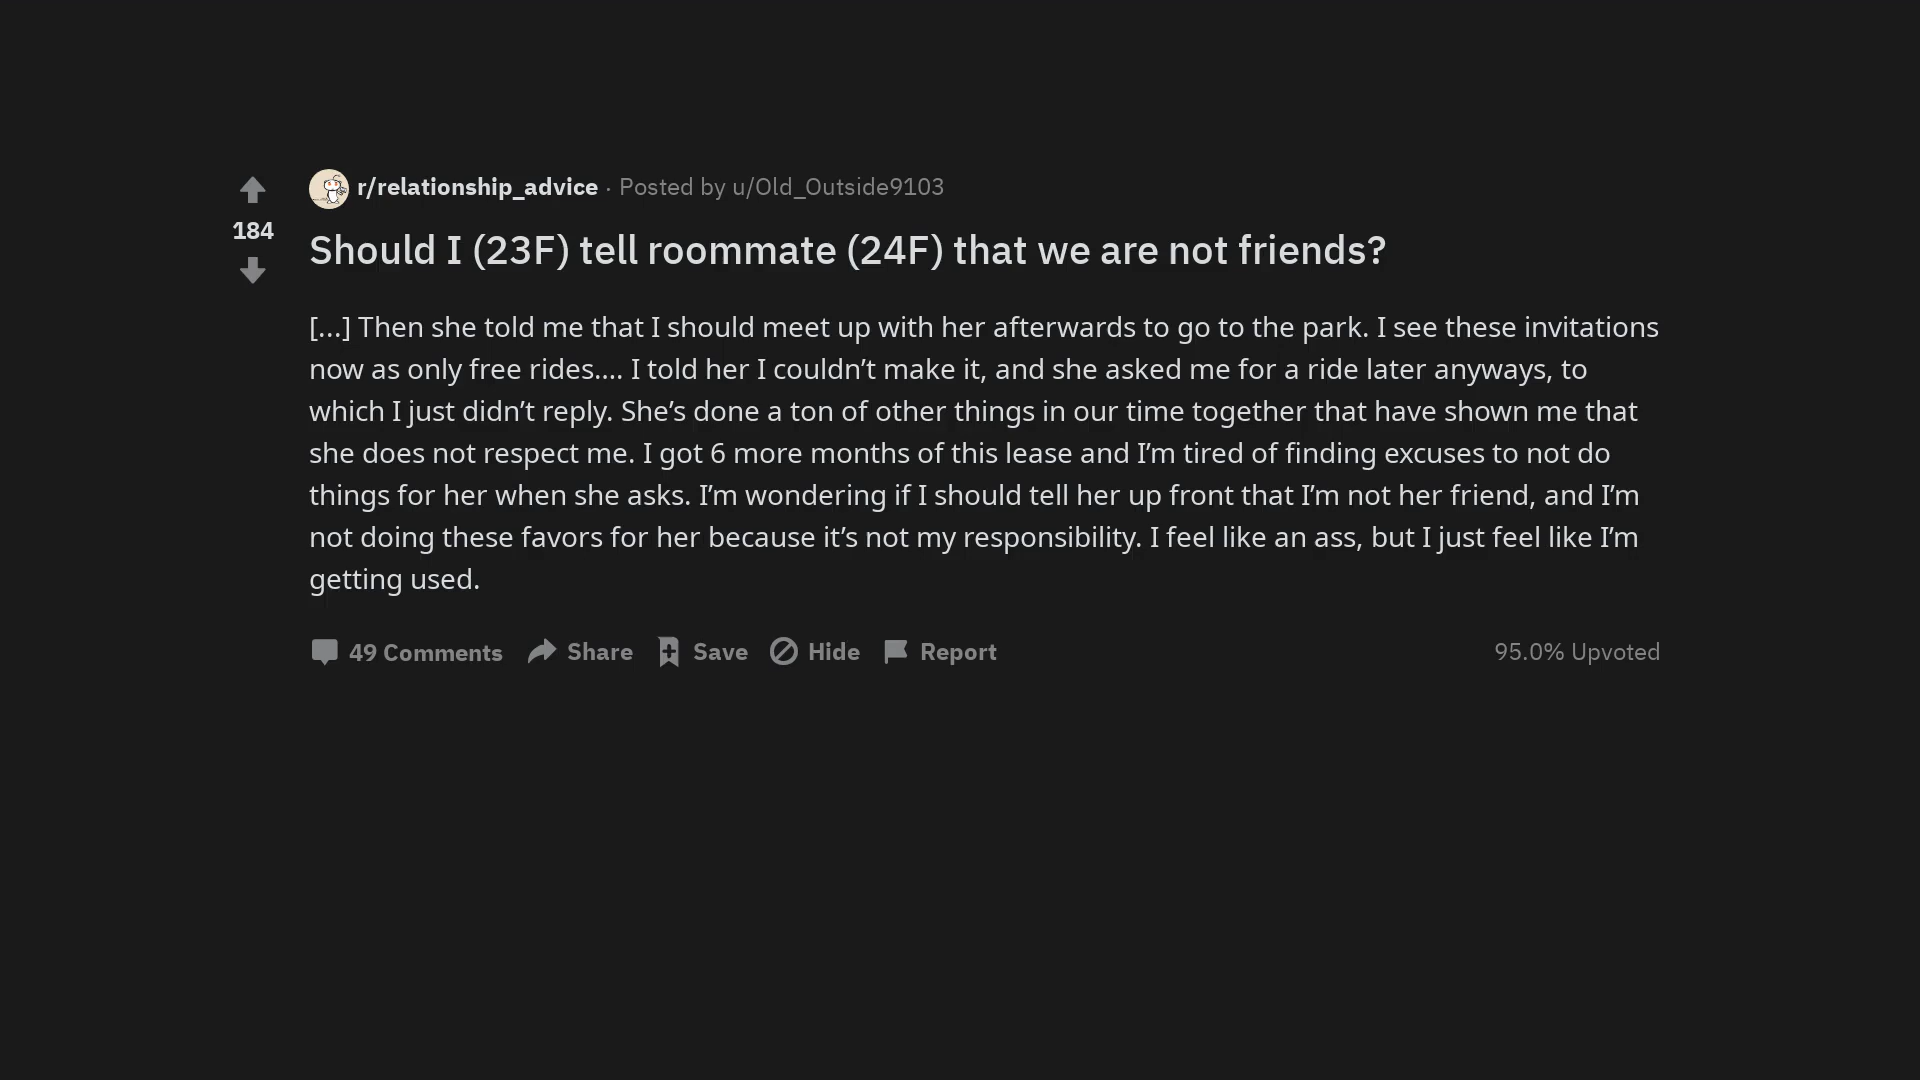 r/relationship_advice · Posted by u/Old_Outside9103
184
Should I (23F) tell roommate (24F) that we are not friends?
[...] Then she told me that I should meet up with her afterwards to go to the park. I see these invitations
now as only free rides.... I told her I couldn’t make it, and she asked me for a ride later anyways, to
which I just didn’t reply. She’s done a ton of other things in our time together that have shown me that
she does not respect me. I got 6 more months of this lease and I’m tired of finding excuses to not do
things for her when she asks. I’m wondering if I should tell her up front that I’m not her friend, and I’m
not doing these favors for her because it’s not my responsibility. I feel like an ass, but I just feel like I’m
getting used.
49 Comments Share Save Hide Report 95.0% Upvoted